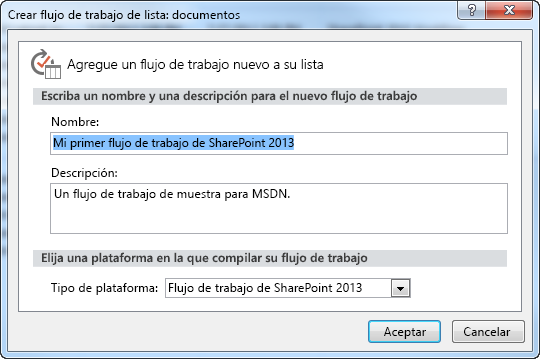 Crear flujo de trabajo de lista: documentos
Agregue un flujo de trabajo nuevo a su lista
Escriba un nombre y una descripción para el nuevo flujo de trabajo
Nombre:
Mi primer flujo de trabajo de SharePoint 2013
Descripción:
Un flujo de trabajo de muestra para MSDN.
Elija una plataforma en la que compilar su flujo de trabajo
Tipo de plataforma: Flujo de trabajo de SharePoint 2013
Aceptar Cancelar